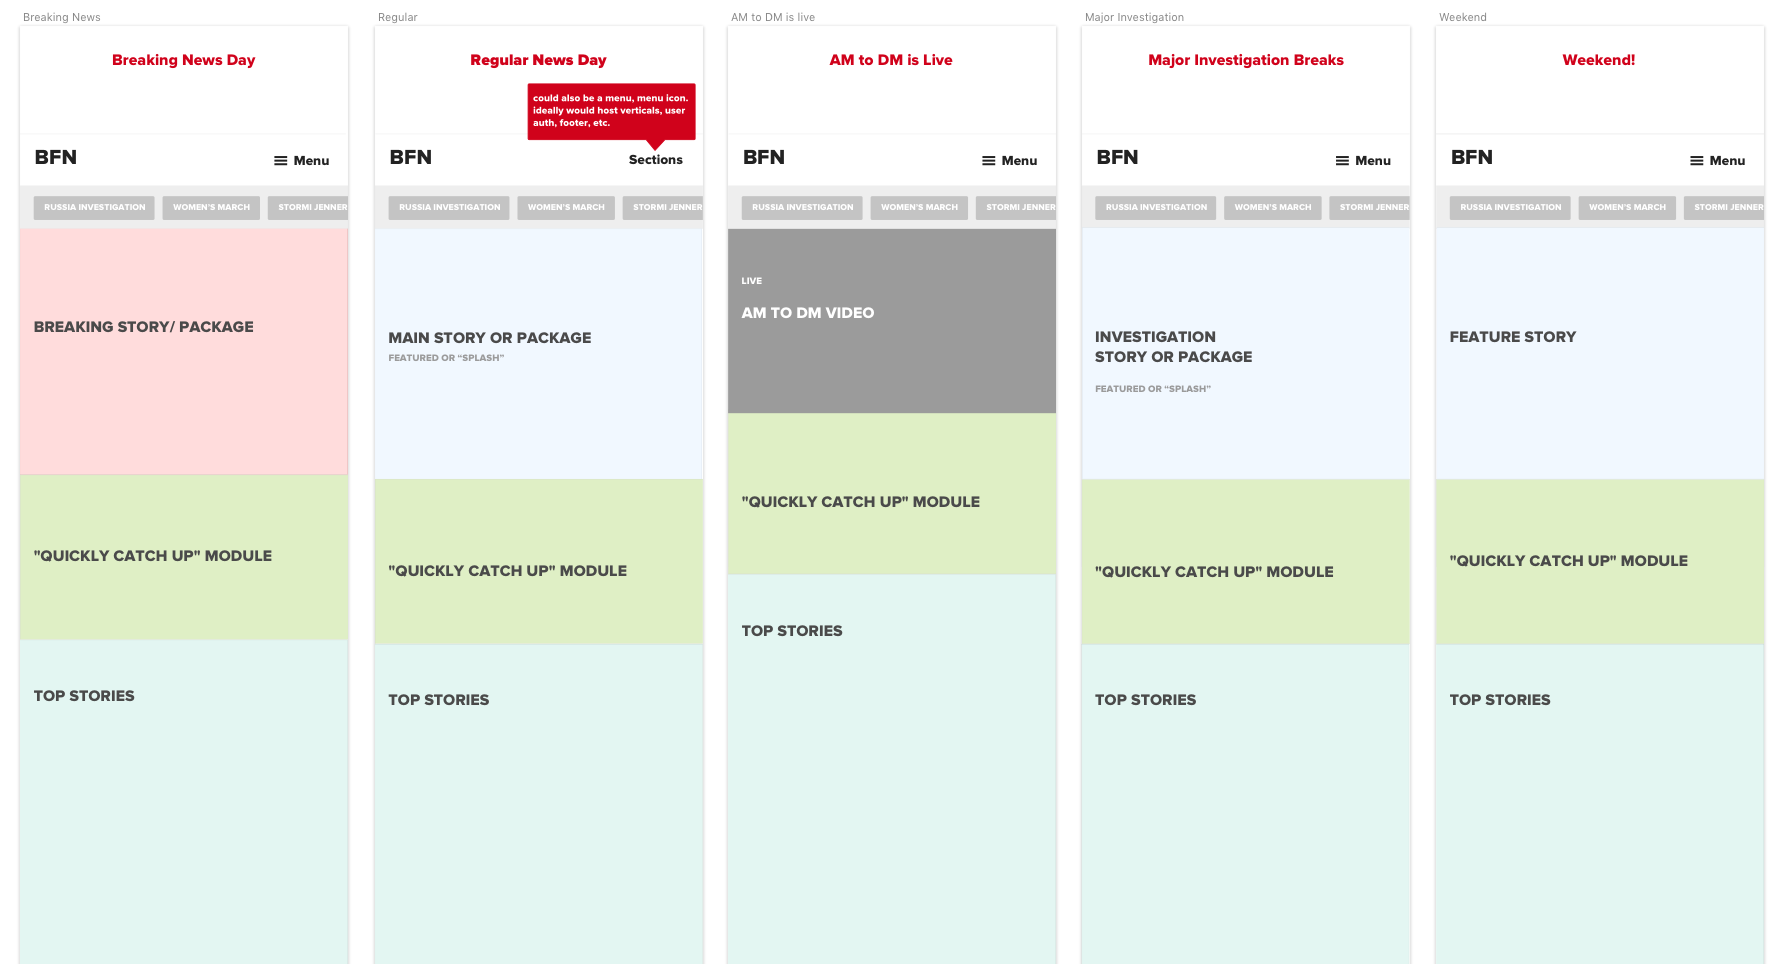 Breaking News
Breaking News Day
BFN
Menu
RUSSIA INVESTIGATION
WOMEN'S MARCH
STORMI JENNER
BREAKING STORY/ PACKAGE
"QUICKLY CATCH UP" MODULE
TOP STORIES
Regular
Regular News Day
could also be a menu, menu icon.
ideally would host verticals, user
auth, footer, etc.
BFN
Sections
RUSSIA INVESTIGATION
WOMEN'S MARCH
STORMI JENNER
MAIN STORY OR PACKAGE
FEATURED OR “SPLASH”
"QUICKLY CATCH UP" MODULE
TOP STORIES
AM to DM is live
AM to DM is Live
BFN
Menu
RUSSIA INVESTIGATION
WOMEN'S MARCH
STORMI JENNER
LIVE
AM TO DM VIDEO
"QUICKLY CATCH UP" MODULE
TOP STORIES
Major Investigation
Major Investigation Breaks
BFN
Menu
RUSSIA INVESTIGATION
WOMEN'S MARCH
STORMI JENNER
INVESTIGATION
STORY OR PACKAGE
FEATURED OR “SPLASH”
"QUICKLY CATCH UP" MODULE
TOP STORIES
Weekend
Weekend!
BFN
Menu
RUSSIA INVESTIGATION
WOMEN'S MARCH
STORMI JENNER
FEATURE STORY
"QUICKLY CATCH UP" MODULE
TOP STORIES